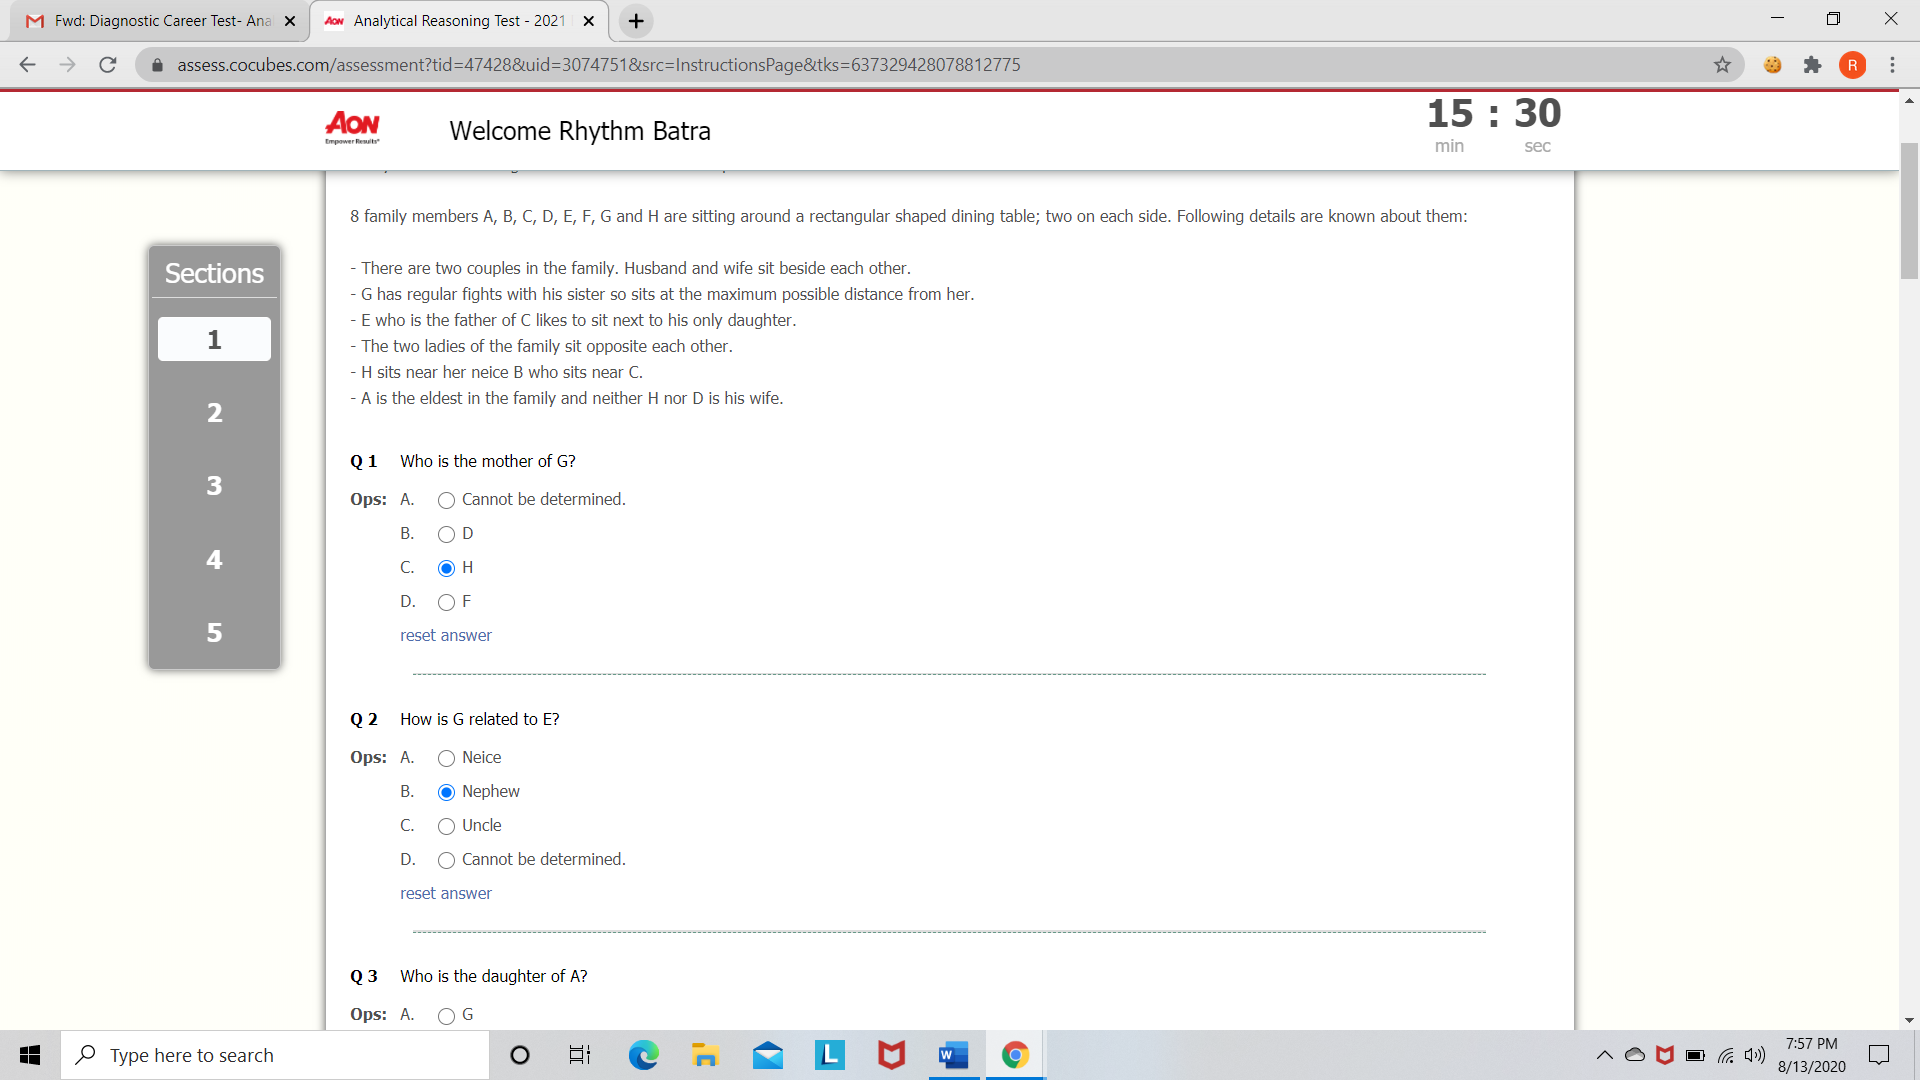 Fwd: Diagnostic Career Test- Ana
AON Analytical Reasoning Test - 2021
assess.cocubes.com/assessment?tid=47428&uid=3074751&src=InstructionsPage&tks=637329428078812775
R
AON
Empower Results®
Welcome Rhythm Batra
15 : 30
min sec
8 family members A, B, C, D, E, F, G and H are sitting around a rectangular shaped dining table; two on each side. Following details are known about them:
- There are two couples in the family. Husband and wife sit beside each other.
- G has regular fights with his sister so sits at the maximum possible distance from her.
- E who is the father of C likes to sit next to his only daughter.
- The two ladies of the family sit opposite each other.
- H sits near her neice B who sits near C.
- A is the eldest in the family and neither H nor D is his wife.
Sections
1
2
3
4
5
Q 1 Who is the mother of G?
Ops: A. Cannot be determined.
B. D
C. H
D. F
reset answer
Q 2 How is G related to E?
Ops: A. Neice
B. Nephew
C. Uncle
D. Cannot be determined.
reset answer
Q 3 Who is the daughter of A?
Ops: A. G
Type here to search
L
W
7:57 PM
8/13/2020